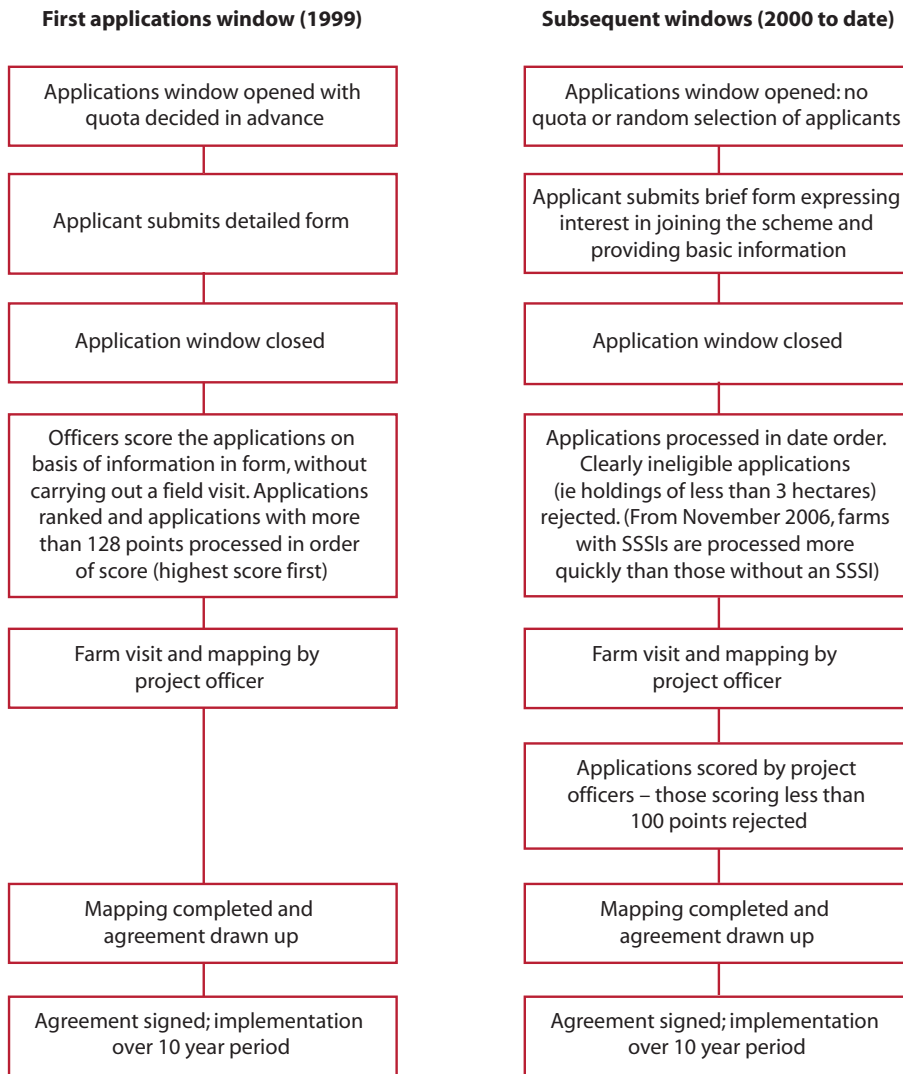 First applications window (1999)
Applications window opened with
quota decided in advance
Applicant submits detailed form
Application window closed
Officers score the applications on
basis of information in form, without
carrying out a field visit. Applications
ranked and applications with more
than 128 points processed in order
of score (highest score first)
Farm visit and mapping by
project officer
Mapping completed and
agreement drawn up
Agreement signed; implementation
over 10 year period
Subsequent windows (2000 to date)
Applications window opened: no
quota or random selection of applicants
Applicant submits brief form expressing
interest in joining the scheme and
providing basic information
Application window closed
Applications processed in date order.
Clearly ineligible applications
(ie holdings of less than 3 hectares)
rejected. (From November 2006, farms
with SSSIs are processed more
quickly than those without an SSSI)
Farm visit and mapping by
project officer
Applications scored by project
officers – those scoring less than
100 points rejected
Mapping completed and
agreement drawn up
Agreement signed; implementation
over 10 year period